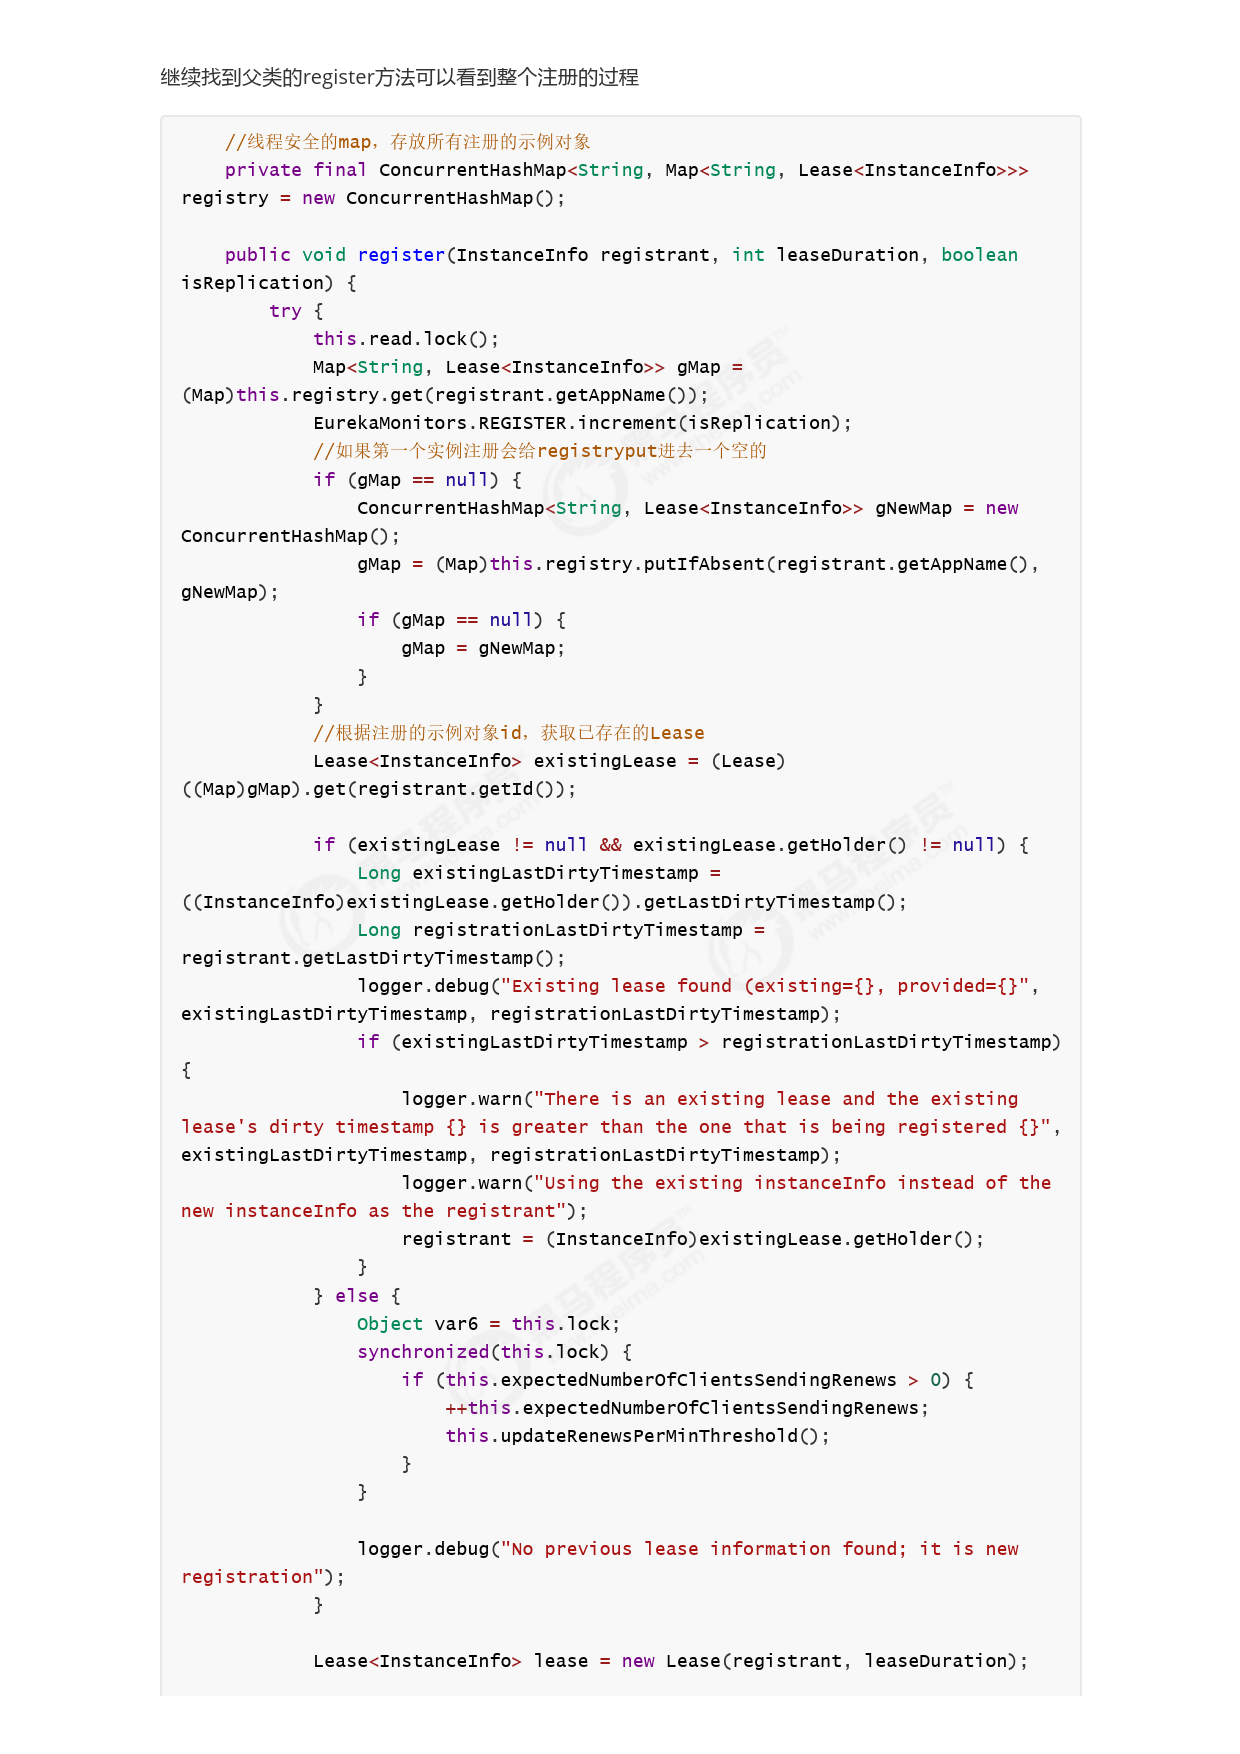 继续找到父类的register方法可以看到整个注册的过程
//线程安全的map，存放所有注册的示例对象
private final ConcurrentHashMap<String, Map<String, Lease<InstanceInfo>>>
registry = new ConcurrentHashMap();
public void register(InstanceInfo registrant, int leaseDuration, boolean
isReplication) {
try {
this.read.lock();
Map<String, Lease<InstanceInfo>> gMap =
(Map)this.registry.get(registrant.getAppName());
EurekaMonitors.REGISTER.increment(isReplication);
//如果第一个实例注册会给registryput进去一个空的
if (gMap == null) {
ConcurrentHashMap<String, Lease<InstanceInfo>> gNewMap = new
ConcurrentHashMap();
gMap = (Map)this.registry.putIfAbsent(registrant.getAppName(),
gNewMap);
if (gMap == null) {
gMap = gNewMap;
}
}
//根据注册的示例对象id，获取已存在的Lease
Lease<InstanceInfo> existingLease = (Lease)
((Map)gMap).get(registrant.getId());
if (existingLease != null && existingLease.getHolder() != null) {
Long existingLastDirtyTimestamp =
((InstanceInfo)existingLease.getHolder()).getLastDirtyTimestamp();
Long registrationLastDirtyTimestamp =
registrant.getLastDirtyTimestamp();
logger.debug("Existing lease found (existing={}, provided={}",
existingLastDirtyTimestamp, registrationLastDirtyTimestamp);
if (existingLastDirtyTimestamp > registrationLastDirtyTimestamp)
{
logger.warn("There is an existing lease and the existing
lease's dirty timestamp {} is greater than the one that is being registered {}",
existingLastDirtyTimestamp, registrationLastDirtyTimestamp);
logger.warn("Using the existing instanceInfo instead of the
new instanceInfo as the registrant");
registrant = (InstanceInfo)existingLease.getHolder();
}
} else {
Object var6 = this.lock;
synchronized(this.lock) {
if (this.expectedNumberOfClientsSendingRenews > 0) {
++this.expectedNumberOfClientsSendingRenews;
this.updateRenewsPerMinThreshold();
}
}
logger.debug("No previous lease information found; it is new
registration");
}
Lease<InstanceInfo> lease = new Lease(registrant, leaseDuration);